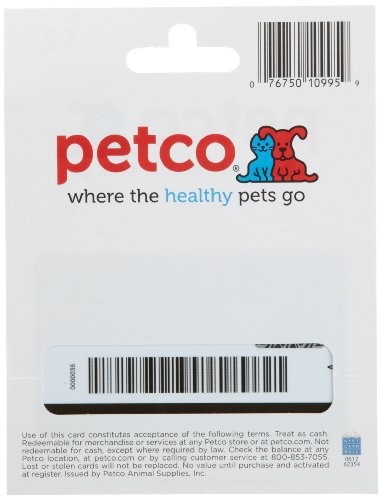 0 76750 10995 9
petco®
where the healthy pets go
0000035
Use of this card constitutes acceptance of the following terms. Treat as cash.
Redeemable for merchandise or services at any Petco store or at petco.com. Not
redeemable for cash, except where required by law. Check the balance at any
Petco location, at petco.com or by calling customer service at 800-853-7055.
Lost or stolen cards will not be replaced. No value until purchase and activated
at register. Issued by Petco Animal Supplies, Inc.
0612
62354